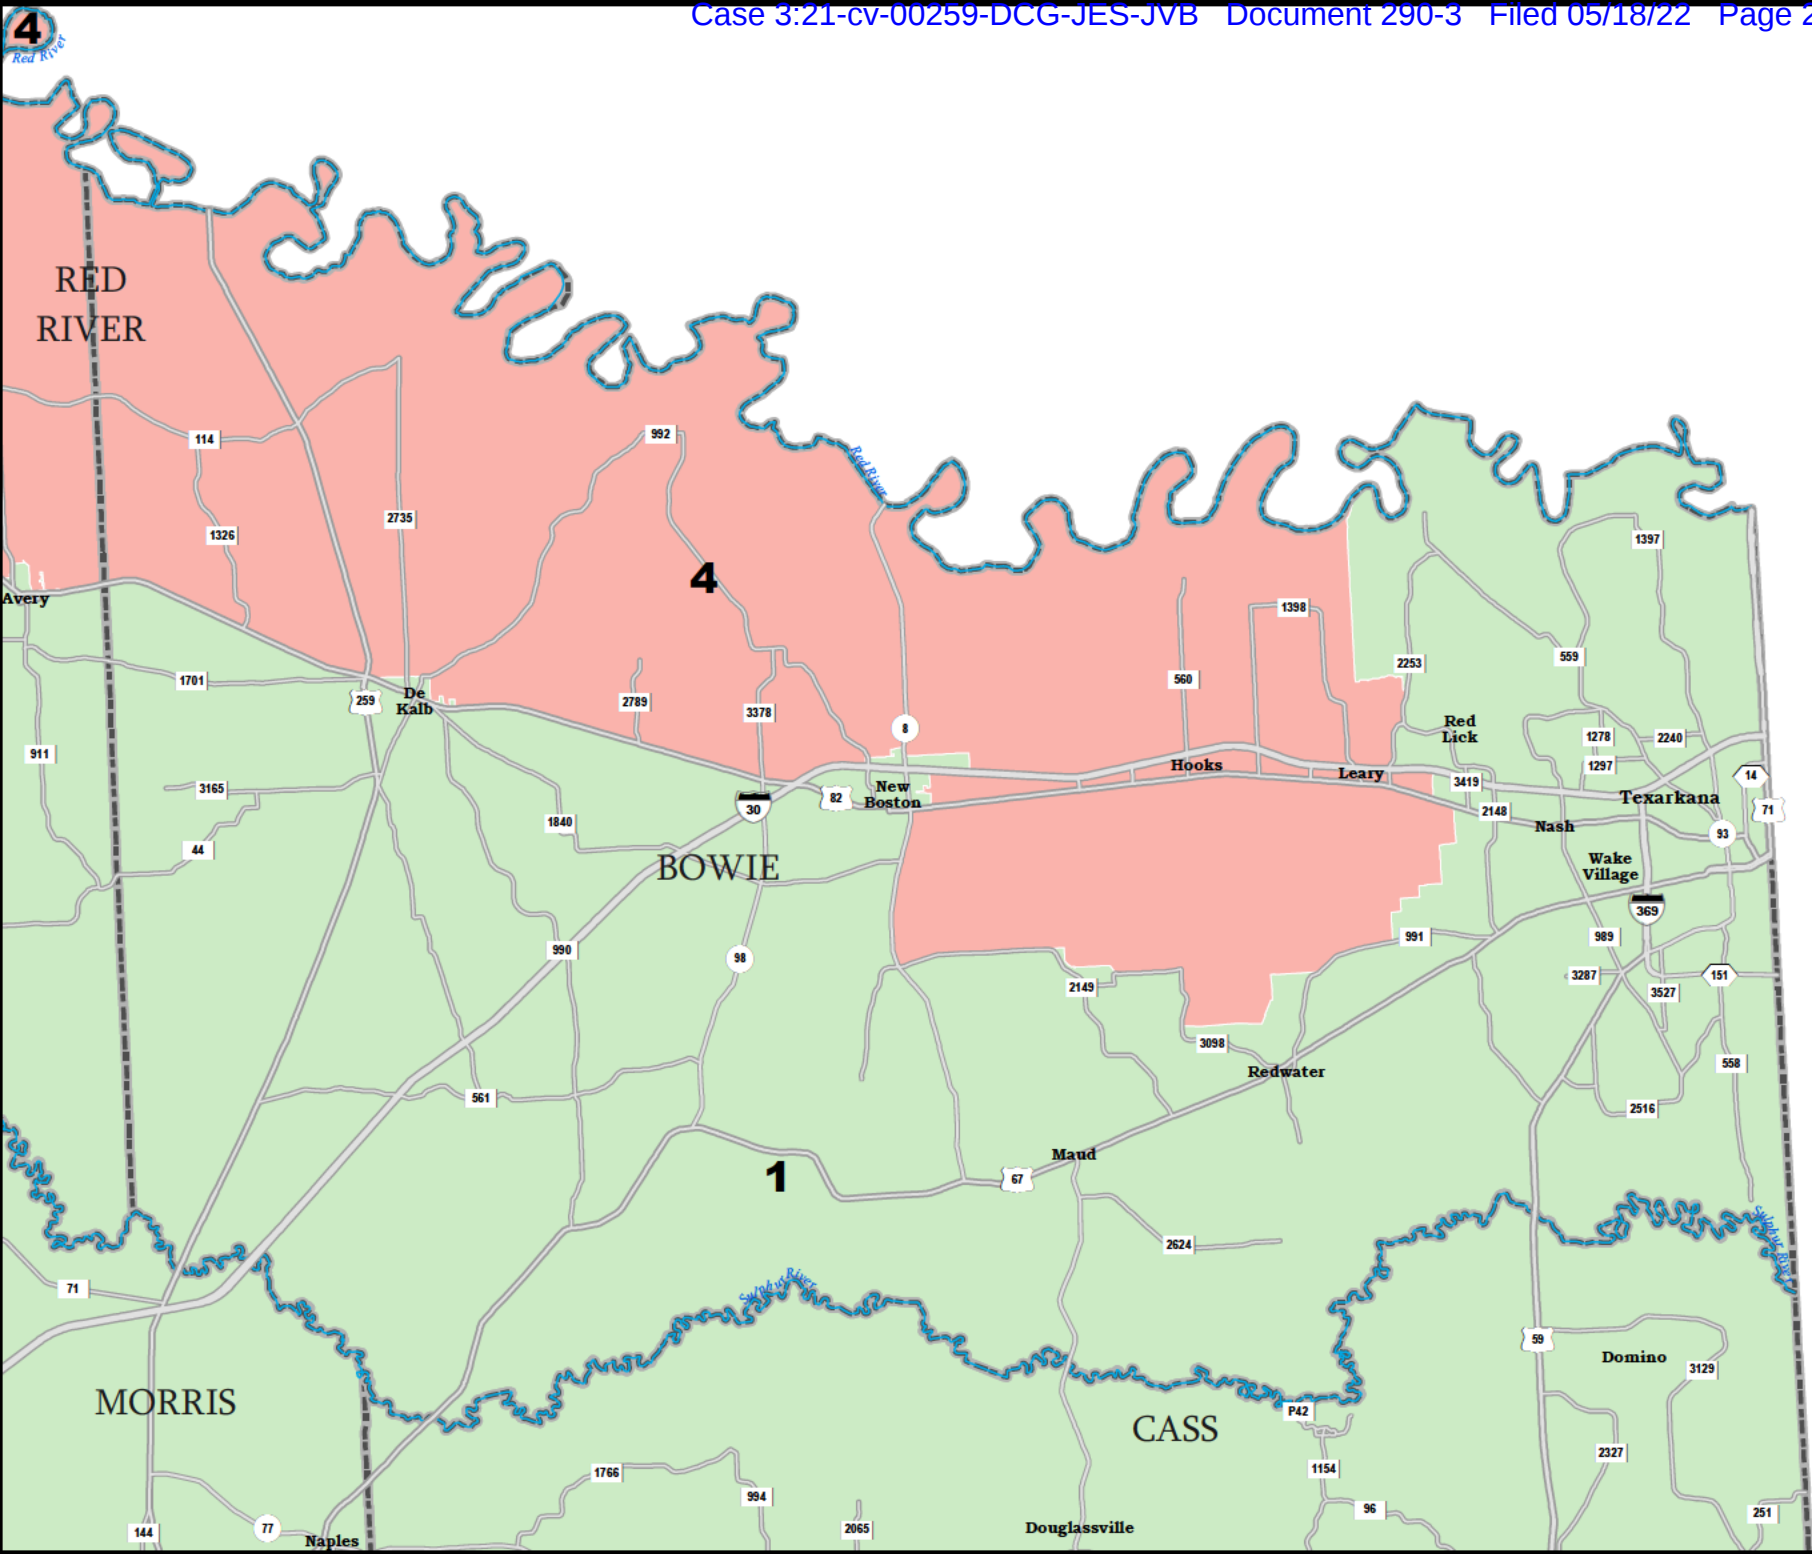 Case 3:21-cv-00259-DCG-JES-JVB Document 290-3 Filed 05/18/22 Page 2
4
Red River
RED
RIVER
992
114
Red River
2735
1326
1397
4
Avery
1398
559
2253
1701
560
De
Kalb
259
2789
3378
8
Red
Lick
1278
2240
911
Hooks
Leary
1297
14
3165
New
Boston
82
30
3419
Texarkana
71
2148
1840
Nash
93
44
BOWIE
Wake
Village
369
991
989
990
98
2149
3287
151
3527
3098
558
Redwater
561
2516
Maud
1
67
2624
Sulphur River
71
Sulphur River
59
Domino
3129
MORRIS
P42
CASS
2327
1766
1154
994
96
251
144
77
2065
Douglassville
Naples